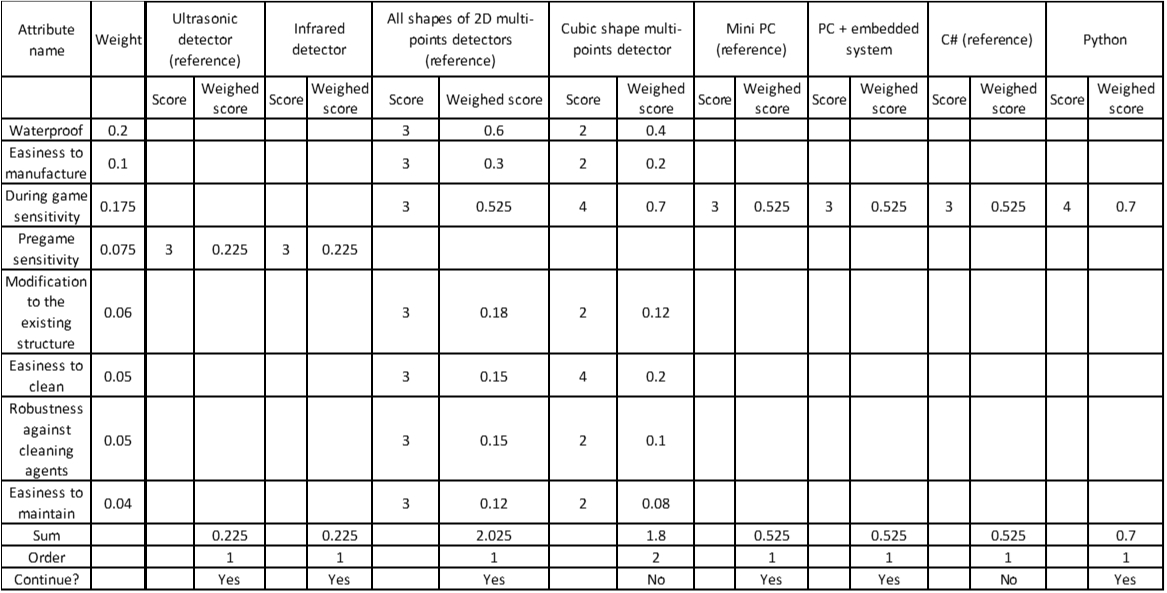 Attribute name Weight Ultrasonic detector (reference) Infrared detector All shapes of 2D multi-points detectors (reference) Cubic shape multi-points detector Mini PC (reference) PC + embedded system C# (reference) Python
Score Weighed score Score Weighed score Score Weighed score Score Weighed score Score Weighed score Score Weighed score Score Weighed score Score Weighed score
Waterproof 0.2 3 0.6 2 0.4
Easiness to manufacture 0.1 3 0.3 2 0.2
During game sensitivity 0.175 3 0.525 4 0.7 3 0.525 3 0.525 3 0.525 4 0.7
Pregame sensitivity 0.075 3 0.225 3 0.225
Modification to the existing structure 0.06 3 0.18 2 0.12
Easiness to clean 0.05 3 0.15 4 0.2
Robustness against cleaning agents 0.05 3 0.15 2 0.1
Easiness to maintain 0.04 3 0.12 2 0.08
Sum 0.225 0.225 2.025 1.8 0.525 0.525 0.525 0.7
Order 1 1 1 2 1 1 1 1
Continue? Yes Yes Yes No Yes Yes No Yes